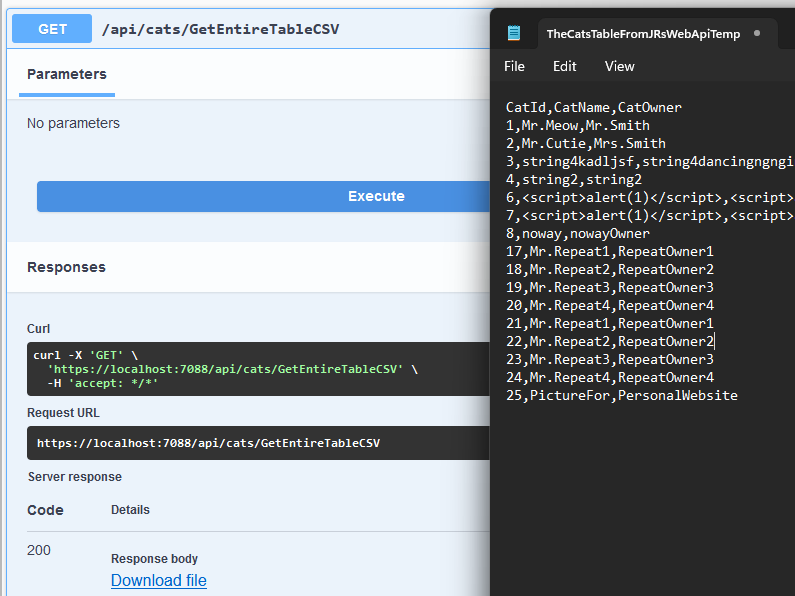 GET /api/cats/GetEntireTableCSV
Parameters
No parameters
Execute
Responses
Curl
curl -X 'GET' \
'https://localhost:7088/api/cats/GetEntireTableCSV' \
-H 'accept: */*'
Request URL
https://localhost:7088/api/cats/GetEntireTableCSV
Server response
Code Details
200
Response body
Download file
TheCatsTableFromJRsWebApiTemp
File Edit View
CatId,CatName,CatOwner
1,Mr.Meow,Mr.Smith
2,Mr.Cutie,Mrs.Smith
3,string4kadljsf,string4dancingngngi
4,string2,string2
6,<script>alert(1)</script>,<script>
7,<script>alert(1)</script>,<script>
8,noway,nowayOwner
17,Mr.Repeat1,RepeatOwner1
18,Mr.Repeat2,RepeatOwner2
19,Mr.Repeat3,RepeatOwner3
20,Mr.Repeat4,RepeatOwner4
21,Mr.Repeat1,RepeatOwner1
22,Mr.Repeat2,RepeatOwner2
23,Mr.Repeat3,RepeatOwner3
24,Mr.Repeat4,RepeatOwner4
25,PictureFor,PersonalWebsite